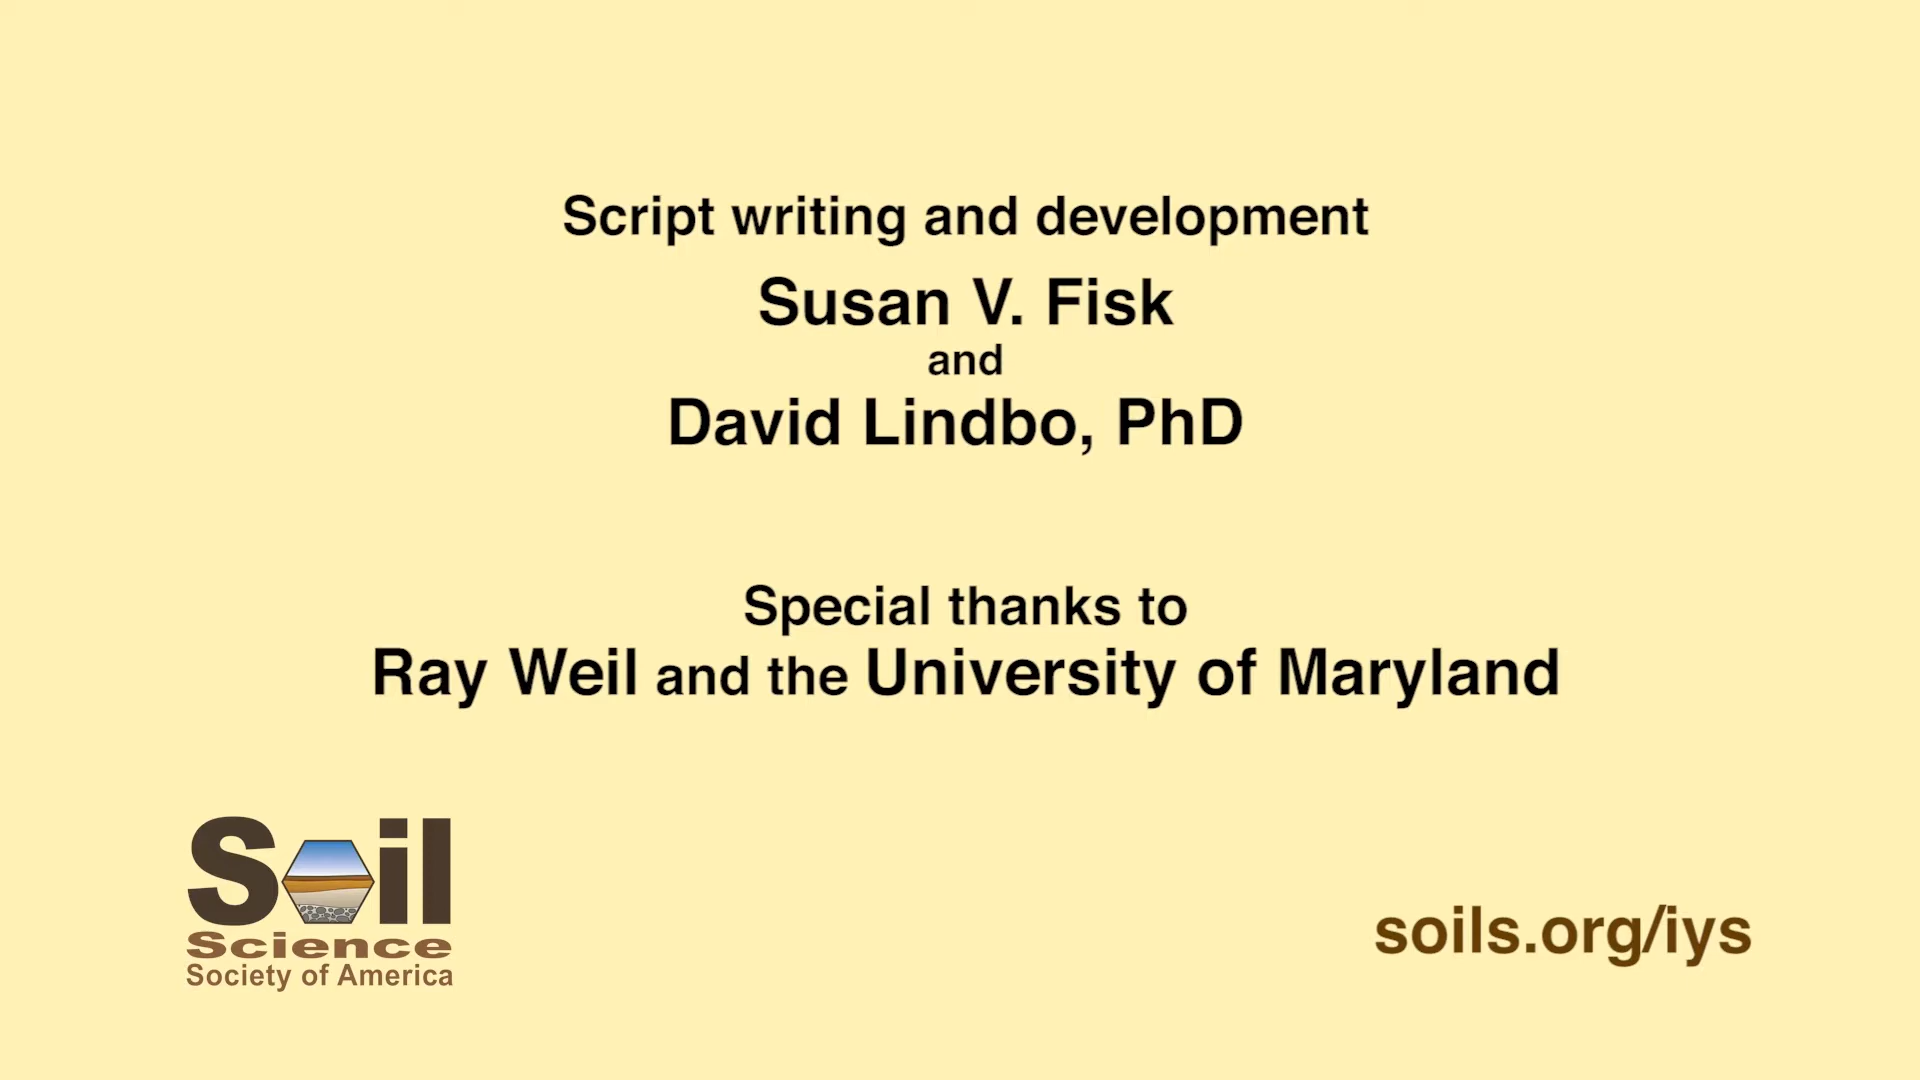 Script writing and development
Susan V. Fisk
and
David Lindbo, PhD
Special thanks to
Ray Weil and the University of Maryland
Soil
Science
Society of America
soils.org/iys